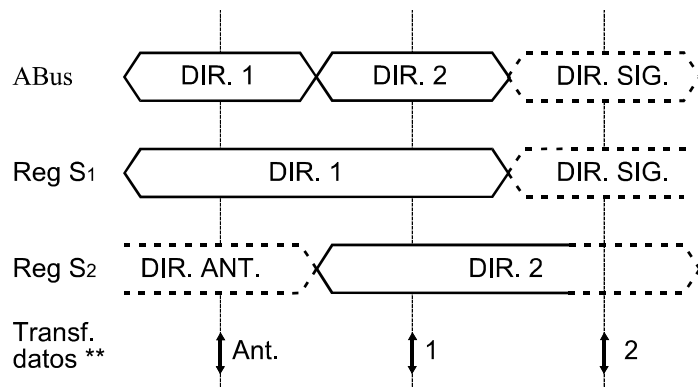 ABus DIR. 1 DIR. 2 DIR. SIG.
Reg S1 DIR. 1 DIR. SIG.
Reg S2 DIR. ANT. DIR. 2
Transf.
datos ** Ant. 1 2